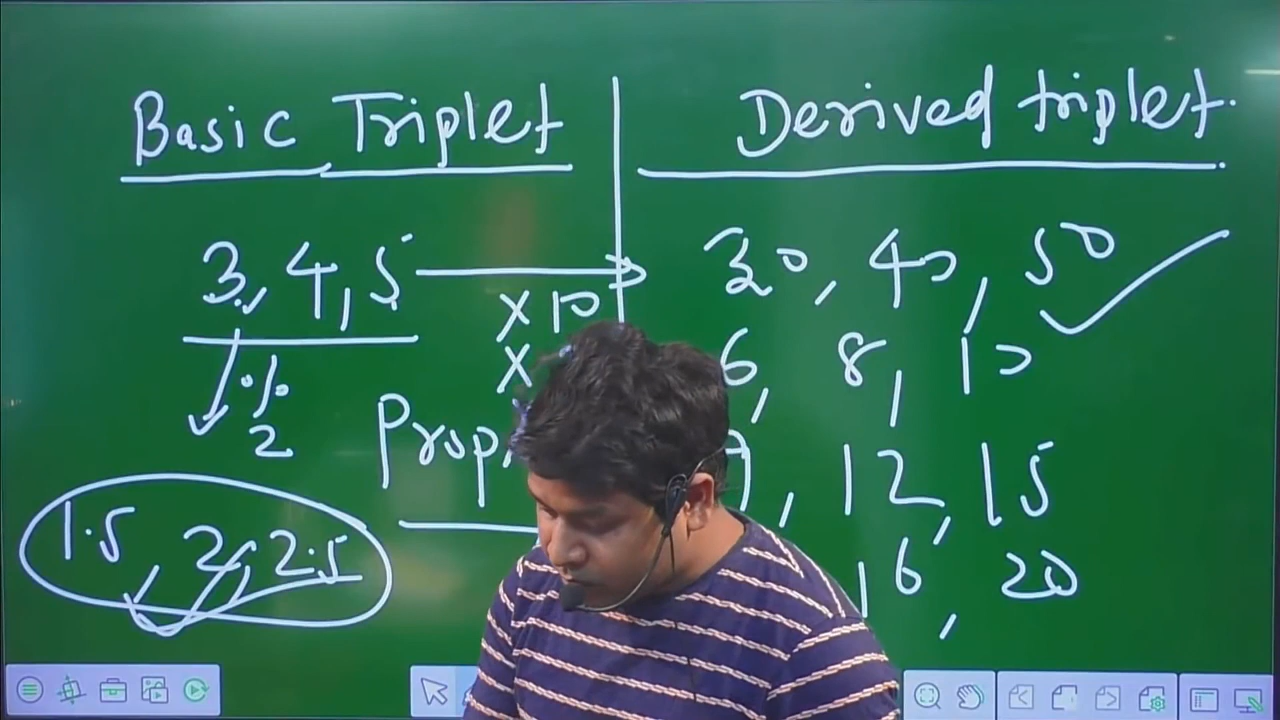 Basic Triplet
Derived triplet.
3, 4, 5
×10
30, 40, 50
×
6, 8, 10
÷
2
Prop
, 12, 15
1.5, 2, 2.5
16, 20